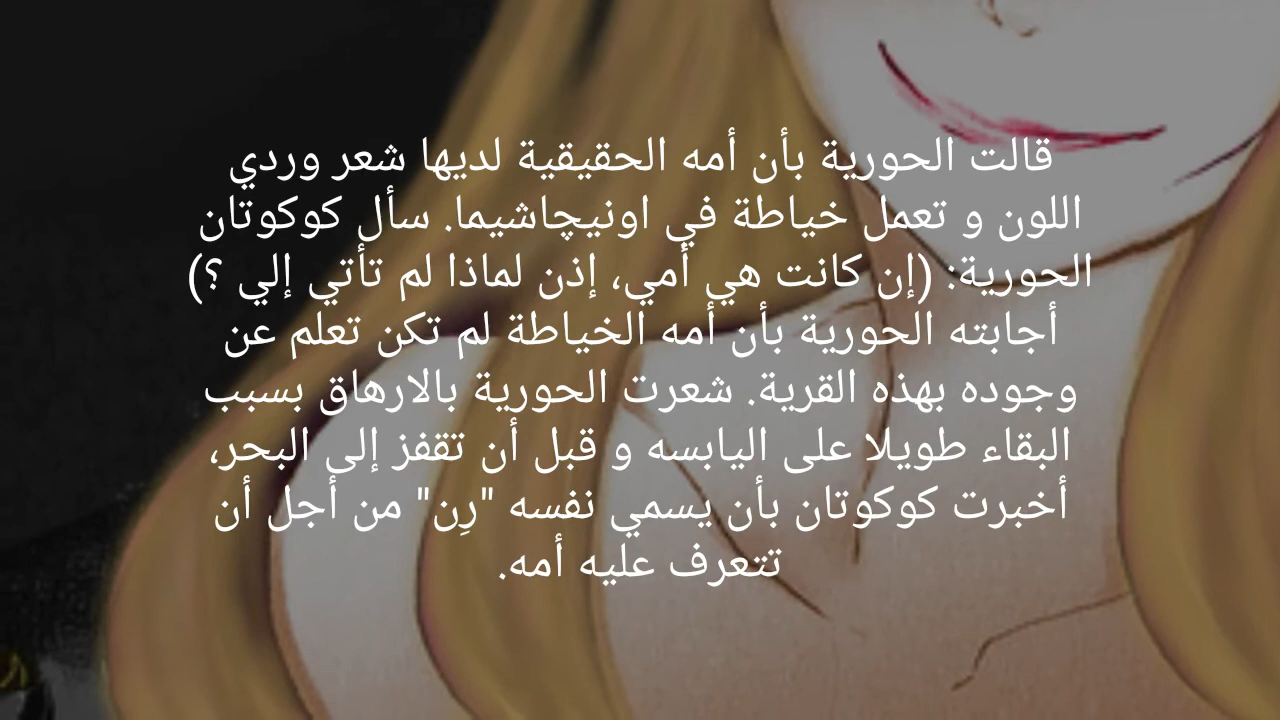 قالت الحورية بأن أمه الحقيقية لديها شعر وردي
اللون و تعمل خياطة في اونيچاشيما. سأل كوكوتان
الحورية: (إن كانت هي أمي، إذن لماذا لم تأتي إلي ؟)
أجابته الحورية بأن أمه الخياطة لم تكن تعلم عن
وجوده بهذه القرية. شعرت الحورية بالارهاق بسبب
البقاء طويلا على اليابسه و قبل أن تقفز إلى البحر،
أخبرت كوكوتان بأن يسمي نفسه "رِن" من أجل أن
تتعرف عليه أمه.